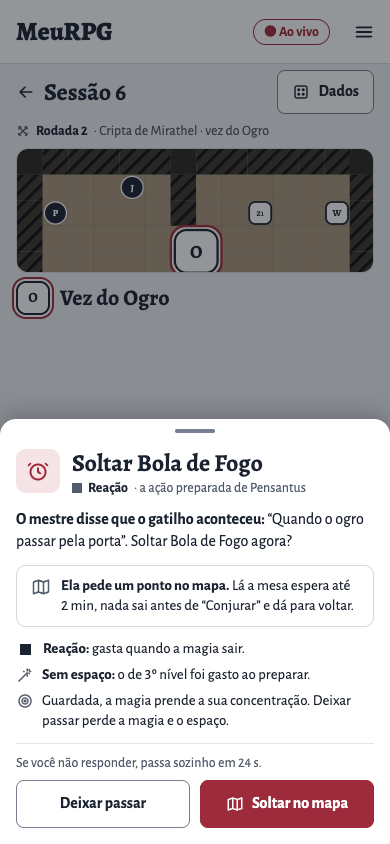 MeuRPG
Ao vivo
Sessão 6
Dados
Rodada 2 · Cripta de Mirathel · vez do Ogro
J
P
Z1
W
O
O
Vez do Ogro
Soltar Bola de Fogo
Reação · a ação preparada de Pensantus
O mestre disse que o gatilho aconteceu: “Quando o ogro
passar pela porta”. Soltar Bola de Fogo agora?
Ela pede um ponto no mapa. Lá a mesa espera até
2 min, nada sai antes de “Conjurar” e dá para voltar.
Reação: gasta quando a magia sair.
Sem espaço: o de 3º nível foi gasto ao preparar.
Guardada, a magia prende a sua concentração. Deixar
passar perde a magia e o espaço.
Se você não responder, passa sozinho em 24 s.
Deixar passar
Soltar no mapa